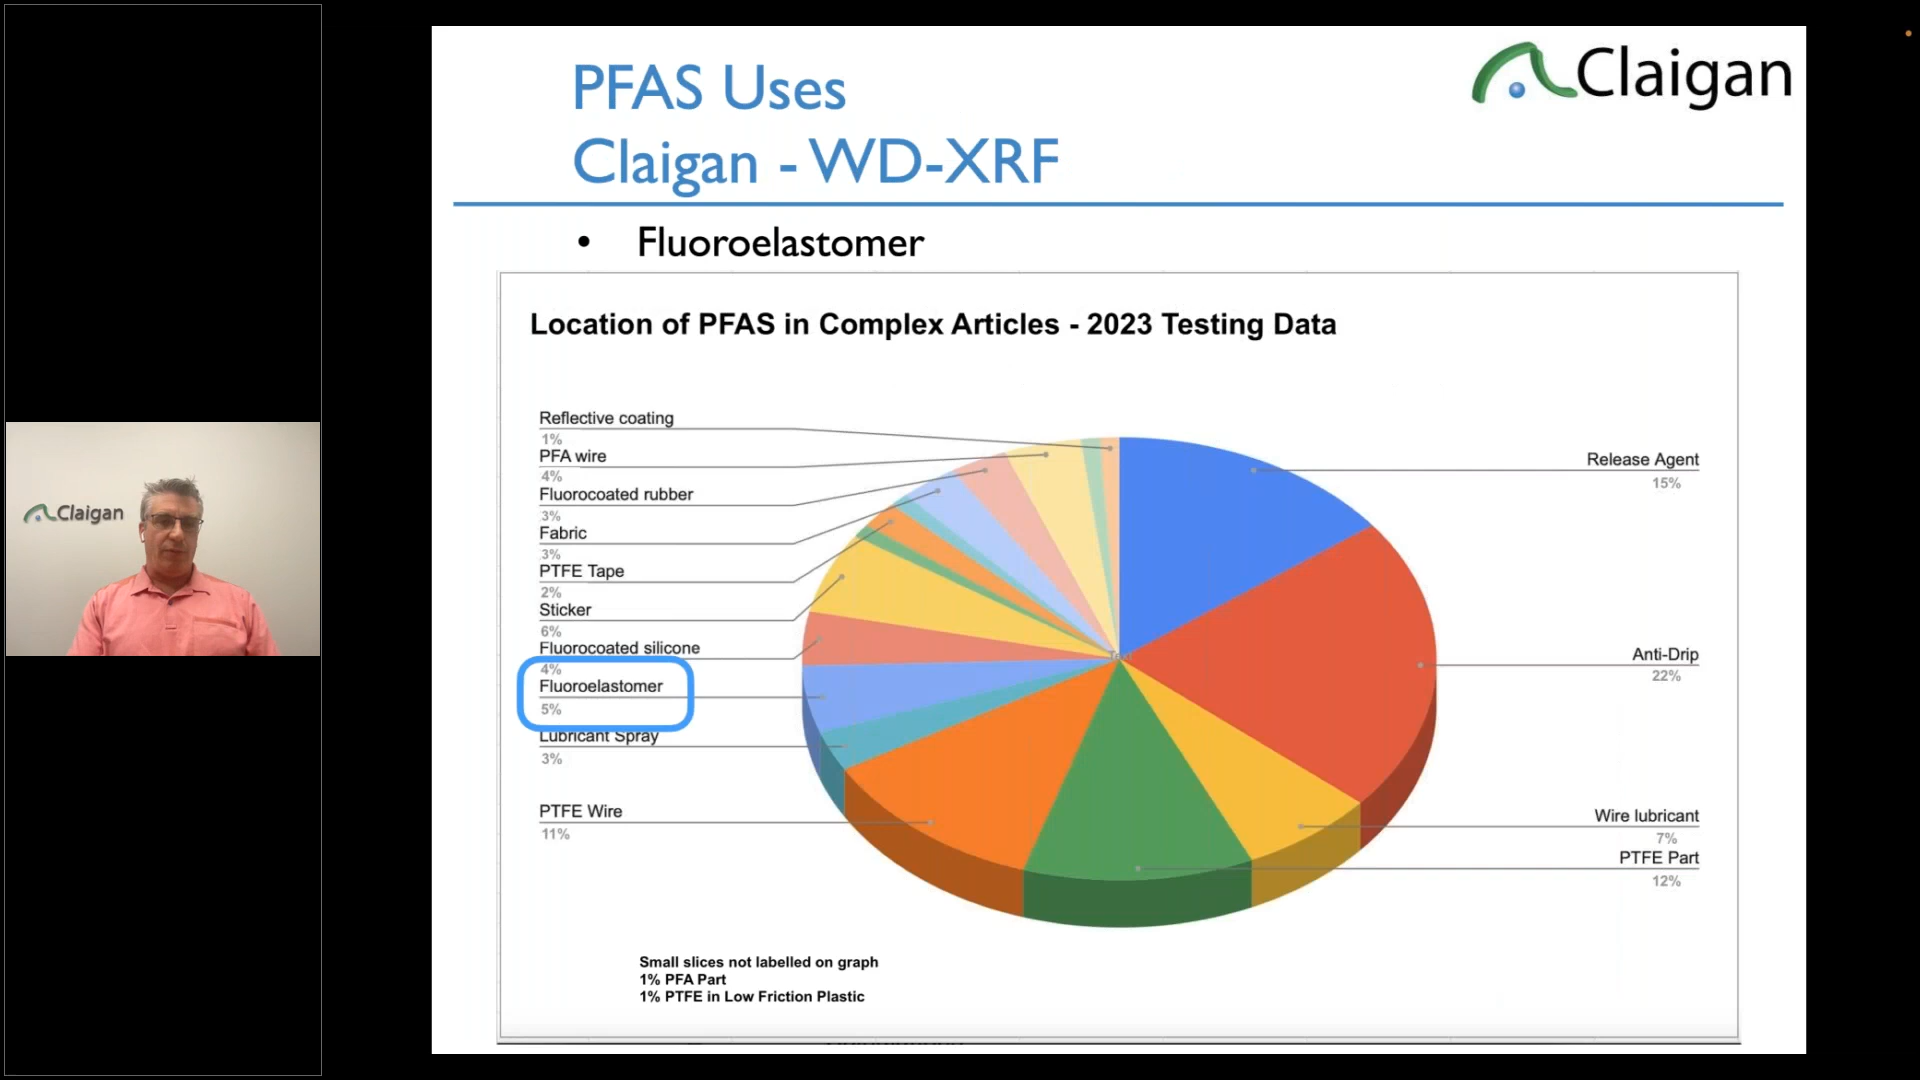 PFAS Uses
Claigan - WD-XRF
Claigan
• Fluoroelastomer
Location of PFAS in Complex Articles - 2023 Testing Data
Reflective coating
1%
PFA wire
4%
Fluorocoated rubber
3%
Fabric
3%
PTFE Tape
2%
Sticker
6%
Fluorocoated silicone
4%
Fluoroelastomer
5%
Lubricant Spray
3%
PTFE Wire
11%
Release Agent
15%
Anti-Drip
22%
Wire lubricant
7%
PTFE Part
12%
Text
Small slices not labelled on graph
1% PFA Part
1% PTFE in Low Friction Plastic
Claigan